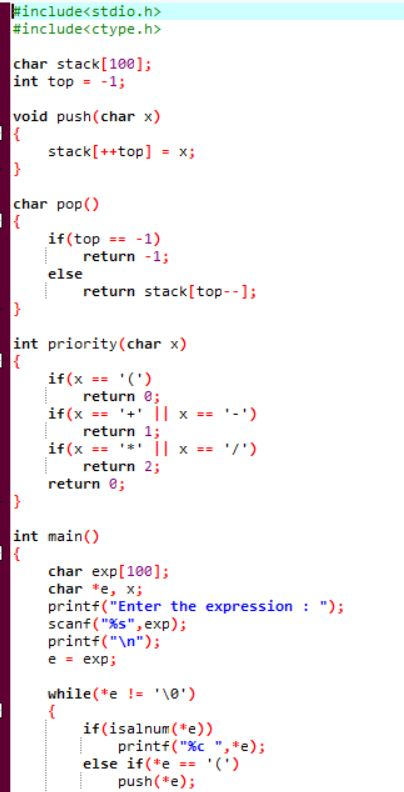 #include<stdio.h>
#include<ctype.h>

char stack[100];
int top = -1;

void push(char x)
{
    stack[++top] = x;
}

char pop()
{
    if(top == -1)
        return -1;
    else
        return stack[top--];
}

int priority(char x)
{
    if(x == '(')
        return 0;
    if(x == '+' || x == '-')
        return 1;
    if(x == '*' || x == '/')
        return 2;
    return 0;
}

int main()
{
    char exp[100];
    char *e, x;
    printf("Enter the expression : ");
    scanf("%s",exp);
    printf("\n");
    e = exp;

    while(*e != '\0')
    {
        if(isalnum(*e))
            printf("%c ",*e);
        else if(*e == '(')
            push(*e);